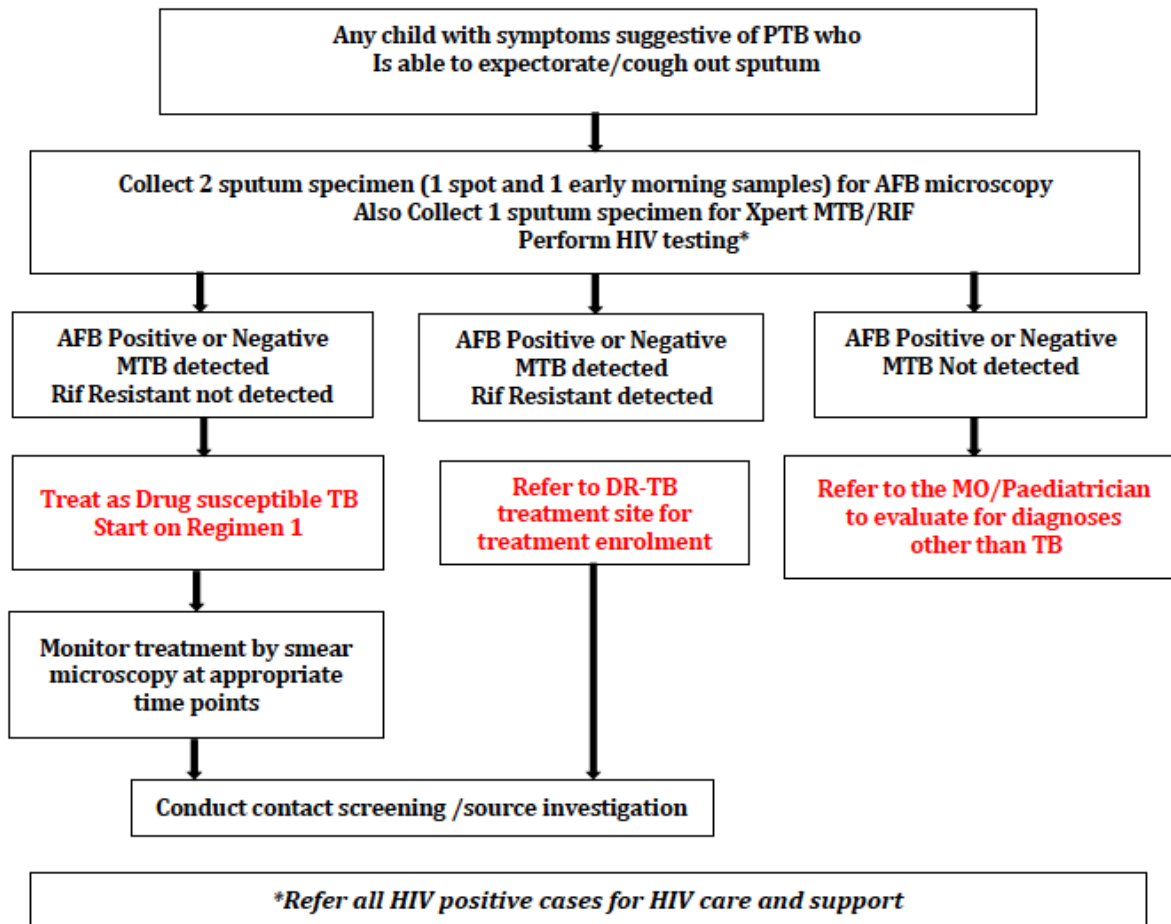 Any child with symptoms suggestive of PTB who
Is able to expectorate/cough out sputum
Collect 2 sputum specimen (1 spot and 1 early morning samples) for AFB microscopy
Also Collect 1 sputum specimen for Xpert MTB/RIF
Perform HIV testing*
AFB Positive or Negative
MTB detected
Rif Resistant not detected
AFB Positive or Negative
MTB detected
Rif Resistant detected
AFB Positive or Negative
MTB Not detected
Treat as Drug susceptible TB
Start on Regimen 1
Refer to DR-TB
treatment site for
treatment enrolment
Refer to the MO/Paediatrician
to evaluate for diagnoses
other than TB
Monitor treatment by smear
microscopy at appropriate
time points
Conduct contact screening /source investigation
*Refer all HIV positive cases for HIV care and support